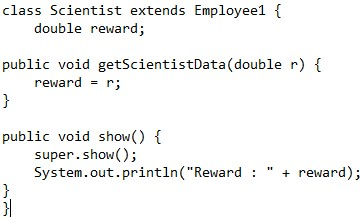 class Scientist extends Employee1 {
    double reward;

public void getScientistData(double r) {
    reward = r;
}

public void show() {
    super.show();
    System.out.println("Reward : " + reward);
}
}